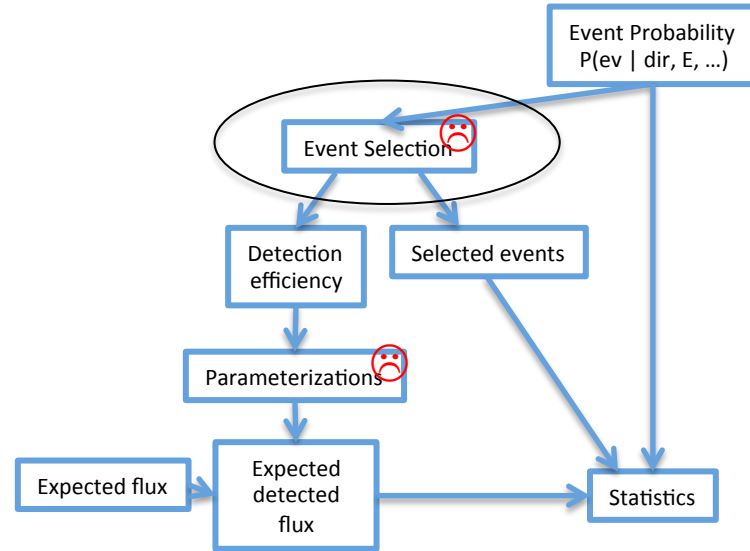 Event Probability
P(ev | dir, E, …)
Event Selection
Detection
efficiency
Selected events
Parameterizations
Expected flux
Expected
detected
flux
Statistics